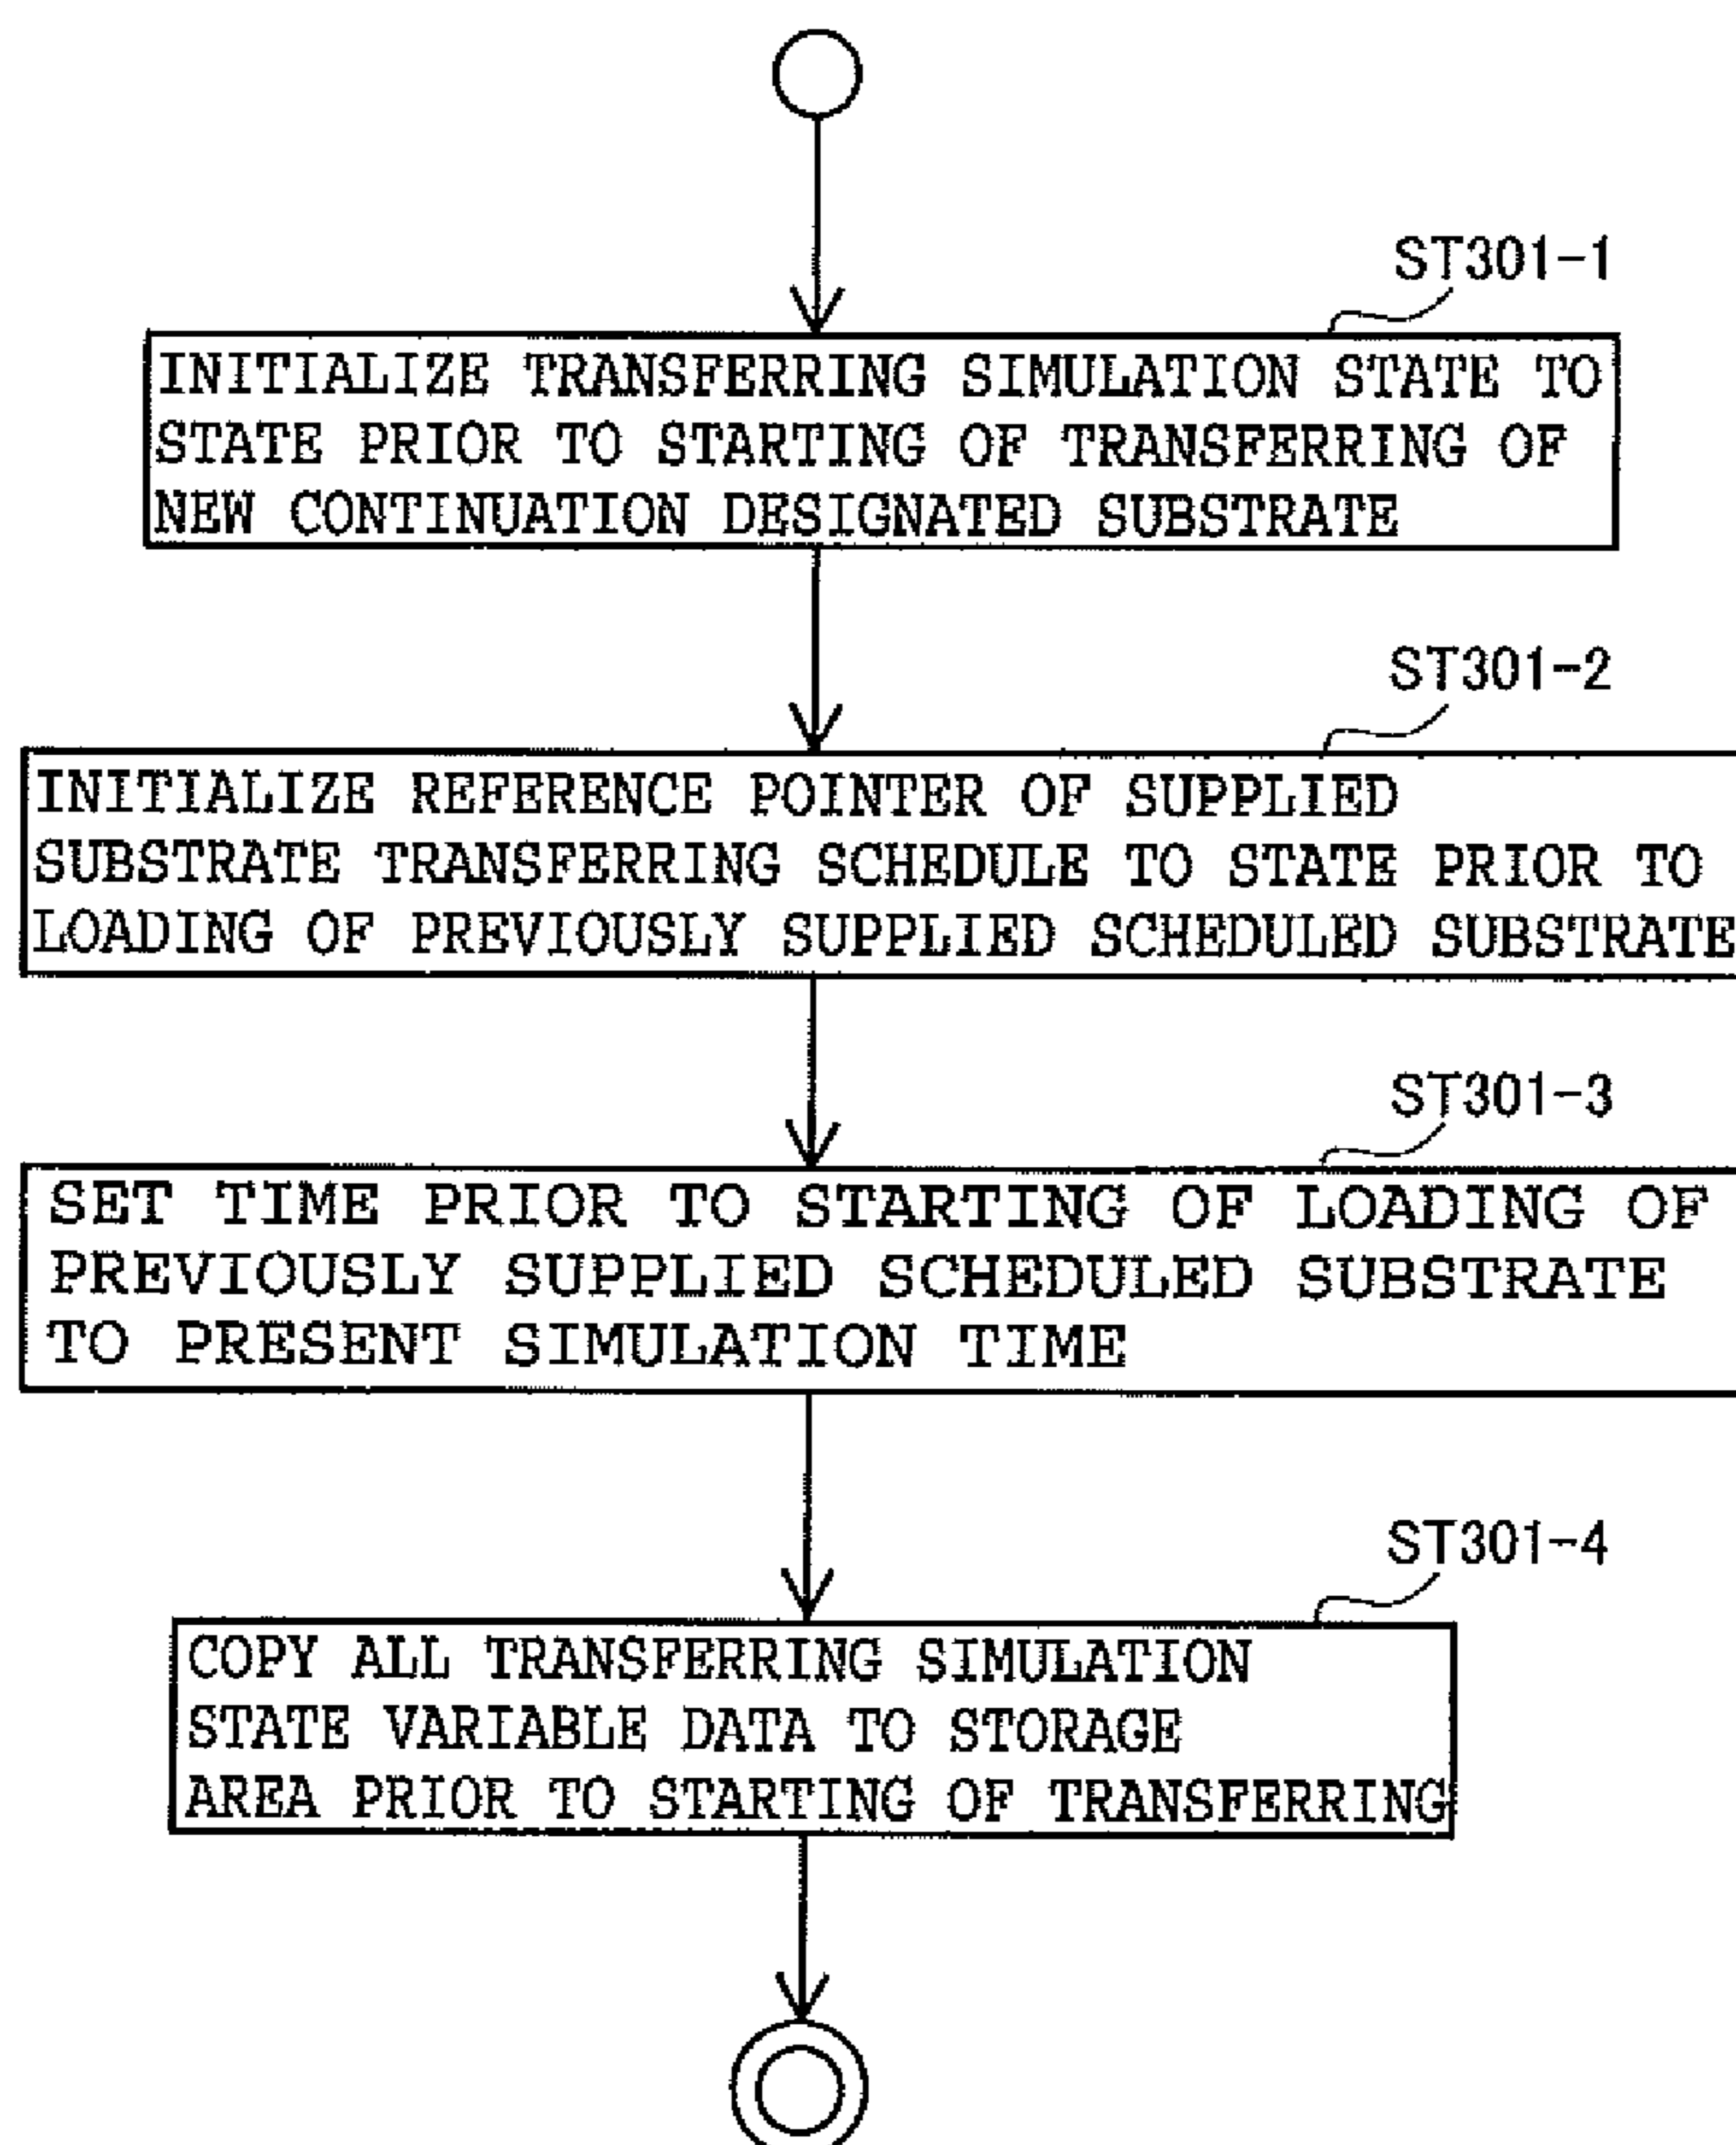 ST301-1
INITIALIZE TRANSFERRING SIMULATION STATE TO
STATE PRIOR TO STARTING OF TRANSFERRING OF
NEW CONTINUATION DESIGNATED SUBSTRATE
ST301-2
INITIALIZE REFERENCE POINTER OF SUPPLIED
SUBSTRATE TRANSFERRING SCHEDULE TO STATE PRIOR TO
LOADING OF PREVIOUSLY SUPPLIED SCHEDULED SUBSTRATE
ST301-3
SET TIME PRIOR TO STARTING OF LOADING OF
PREVIOUSLY SUPPLIED SCHEDULED SUBSTRATE
TO PRESENT SIMULATION TIME
ST301-4
COPY ALL TRANSFERRING SIMULATION
STATE VARIABLE DATA TO STORAGE
AREA PRIOR TO STARTING OF TRANSFERRING